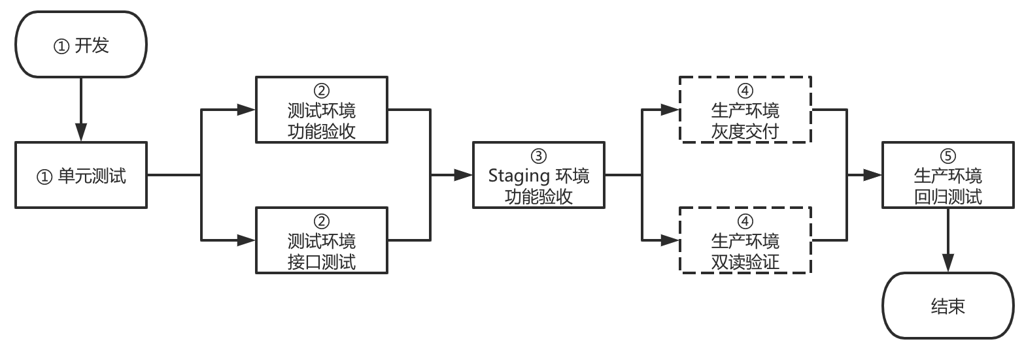 ① 开发
① 单元测试
②
测试环境
功能验收
②
测试环境
接口测试
③
Staging 环境
功能验收
④
生产环境
灰度交付
④
生产环境
双读验证
⑤
生产环境
回归测试
结束